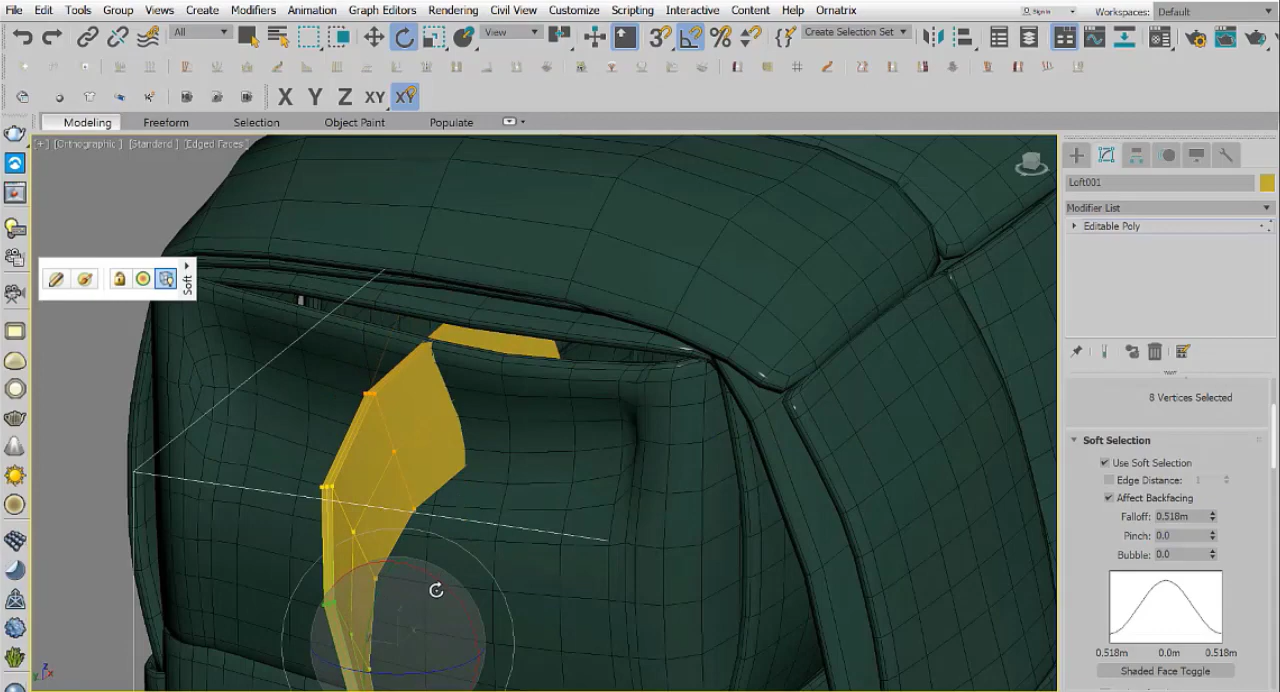 File Edit Tools Group Views Create Modifiers Animation Graph Editors Rendering Civil View Customize Scripting Interactive Content Help Ornatrix Sign In Workspaces: Default
All View Create Selection Set
X Y Z XY XY
Modeling Freeform Selection Object Paint Populate
[+] [Orthographic ] [Standard ] [Edged Faces ]
Loft001
Modifier List
Editable Poly
Soft
8 Vertices Selected
Soft Selection
Use Soft Selection
Edge Distance: 1
Affect Backfacing
Falloff: 0.518m
Pinch: 0.0
Bubble: 0.0
0.518m 0.0m 0.518m
Shaded Face Toggle